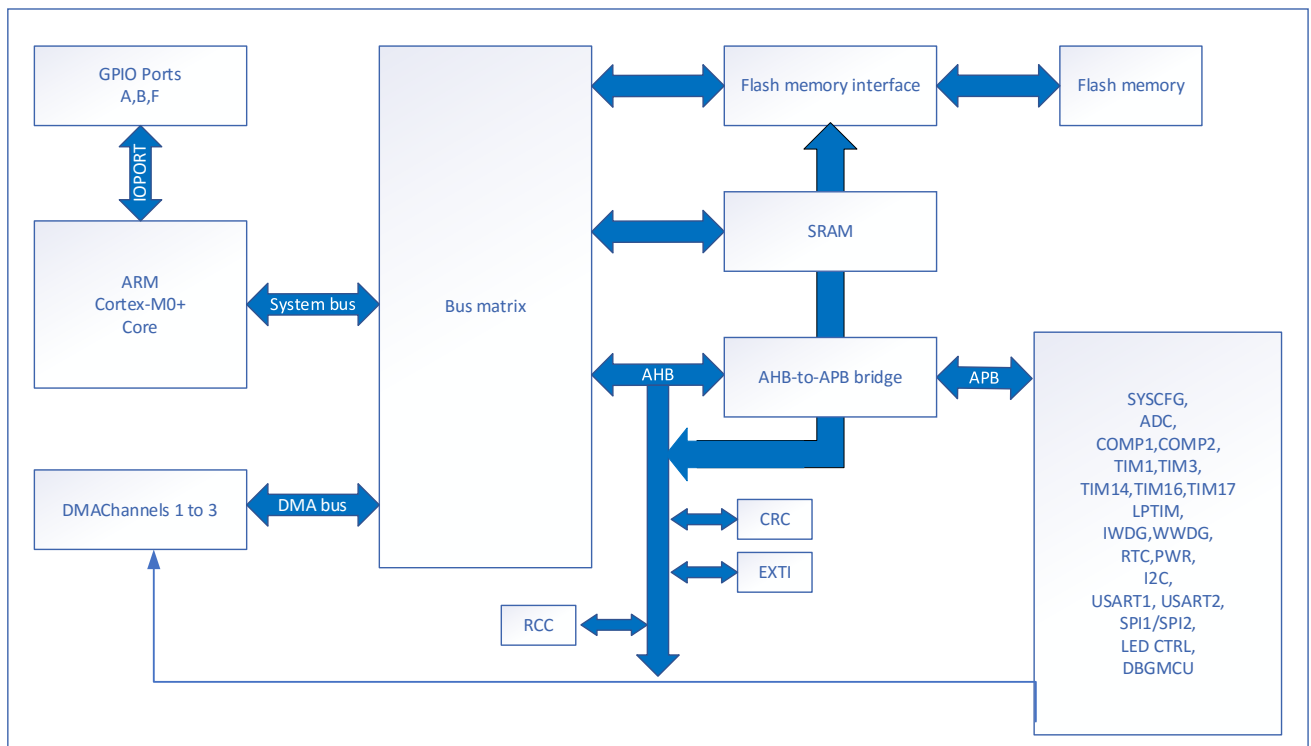 GPIO Ports
A,B,F
IOPORT
ARM
Cortex-M0+
Core
System bus
DMAChannels 1 to 3
DMA bus
Bus matrix
Flash memory interface
Flash memory
SRAM
AHB
AHB-to-APB bridge
APB
CRC
EXTI
RCC
SYSCFG,
ADC,
COMP1,COMP2,
TIM1,TIM3,
TIM14,TIM16,TIM17
LPTIM,
IWDG,WWDG,
RTC,PWR,
I2C,
USART1, USART2,
SPI1/SPI2,
LED CTRL,
DBGMCU